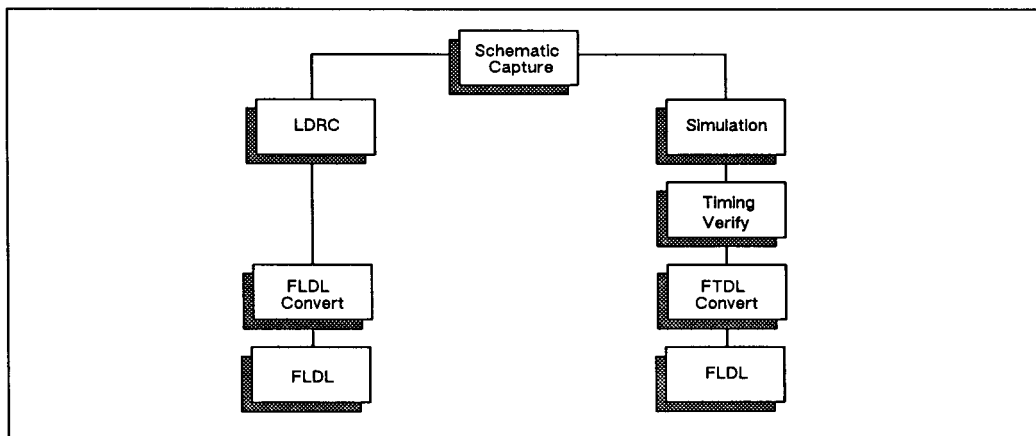 Schematic
Capture
LDRC
Simulation
Timing
Verify
FLDL
Convert
FTDL
Convert
FLDL
FLDL